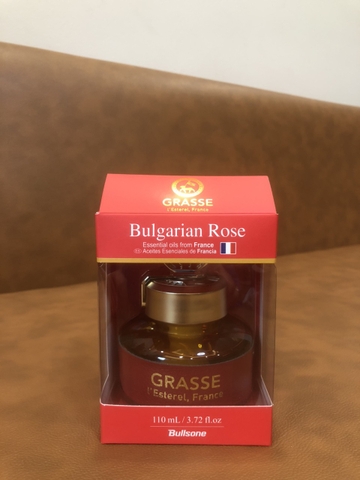 GRASSE
L'Esterel, France
Bulgarian Rose
Essential oils from France
Aceites Esenciales de Francia
GRASSE
L'Esterel, France
110 mL / 3.72 fl.oz
Bullsone